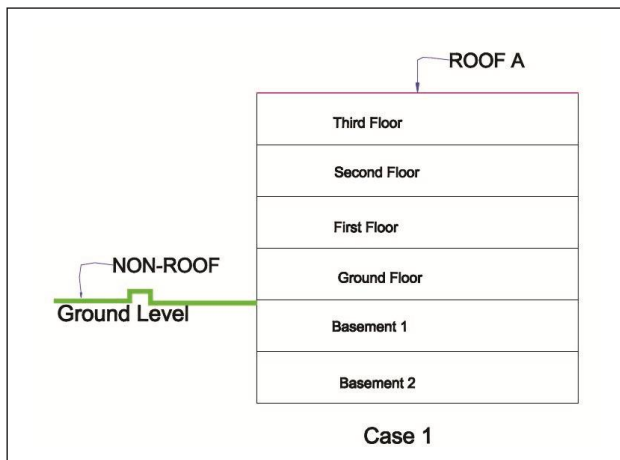 ROOF A
Third Floor
Second Floor
First Floor
NON-ROOF
Ground Floor
Ground Level
Basement 1
Basement 2
Case 1